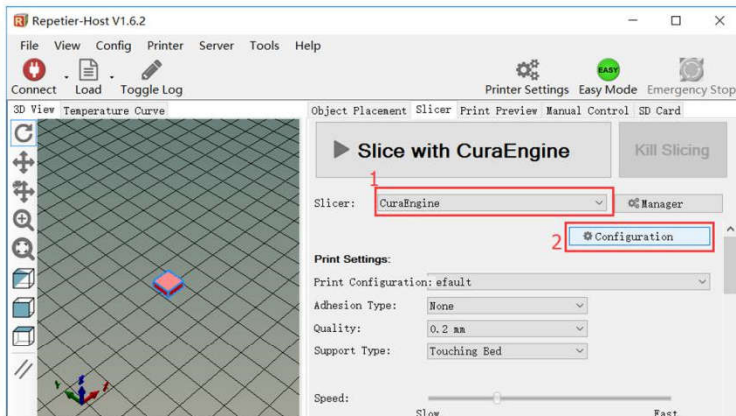 Repetier-Host V1.6.2
File View Config Printer Server Tools Help
Connect Load Toggle Log Printer Settings Easy Mode Emergency Stop
EASY
3D View Temperature Curve
Object Placement Slicer Print Preview Manual Control SD Card
Slice with CuraEngine
Kill Slicing
1
Slicer: CuraEngine Manager
2 Configuration
Print Settings:
Print Configuration: efault
Adhesion Type: None
Quality: 0.2 mm
Support Type: Touching Bed
Speed:
Slow Fast